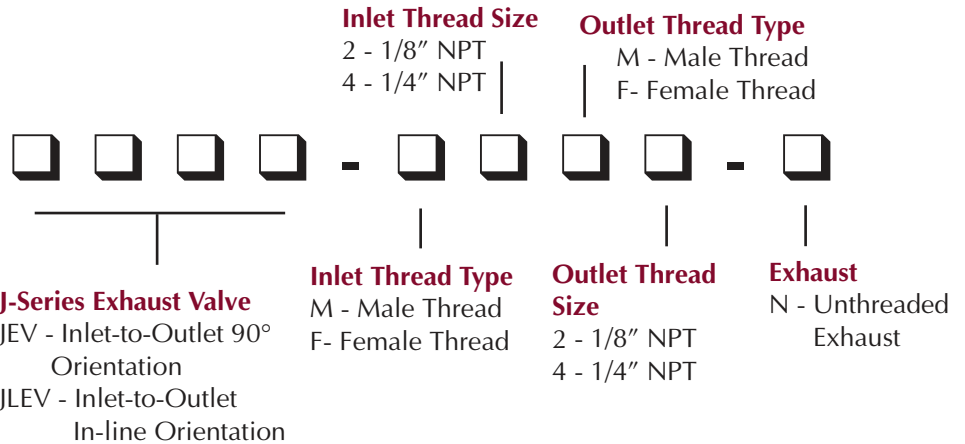 Inlet Thread Size
2 - 1/8″ NPT
4 - 1/4″ NPT
Outlet Thread Type
M - Male Thread
F- Female Thread
- -
J-Series Exhaust Valve
JEV - Inlet-to-Outlet 90°
Orientation
JLEV - Inlet-to-Outlet
In-line Orientation
Inlet Thread Type
M - Male Thread
F- Female Thread
Outlet Thread
Size
2 - 1/8″ NPT
4 - 1/4″ NPT
Exhaust
N - Unthreaded
Exhaust